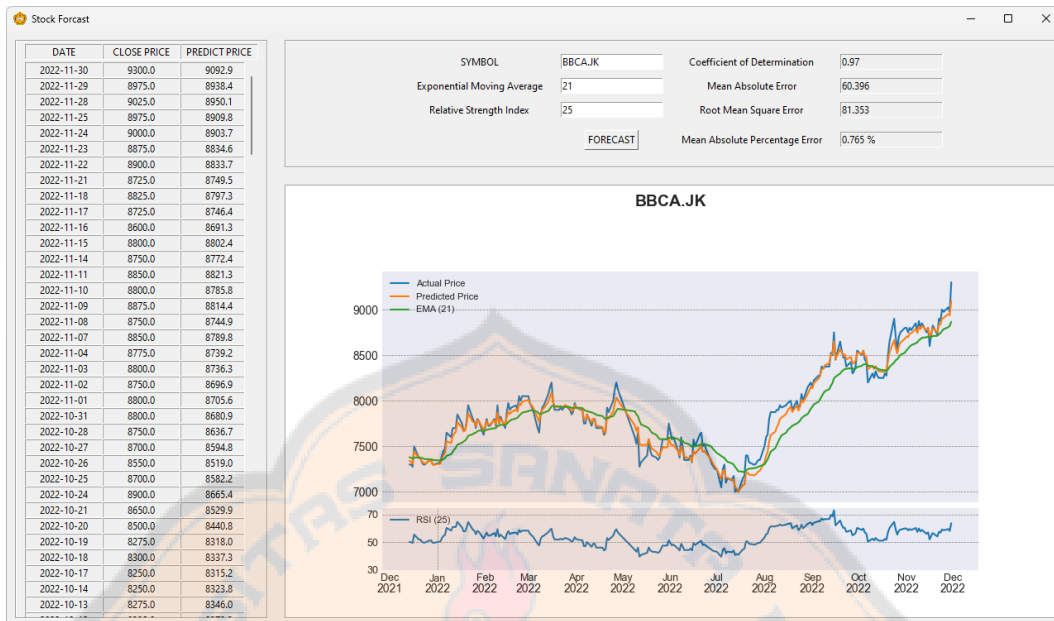 Stock Forcast
DATE CLOSE PRICE PREDICT PRICE
2022-11-30 9300.0 9092.9
2022-11-29 8975.0 8938.4
2022-11-28 9025.0 8950.1
2022-11-25 8975.0 8909.8
2022-11-24 9000.0 8903.7
2022-11-23 8875.0 8834.6
2022-11-22 8900.0 8833.7
2022-11-21 8725.0 8749.5
2022-11-18 8825.0 8797.3
2022-11-17 8725.0 8746.4
2022-11-16 8600.0 8691.3
2022-11-15 8800.0 8802.4
2022-11-14 8750.0 8772.4
2022-11-11 8850.0 8821.3
2022-11-10 8800.0 8785.8
2022-11-09 8875.0 8814.4
2022-11-08 8750.0 8744.9
2022-11-07 8850.0 8789.8
2022-11-04 8775.0 8739.2
2022-11-03 8800.0 8736.3
2022-11-02 8750.0 8696.9
2022-11-01 8800.0 8705.6
2022-10-31 8800.0 8680.9
2022-10-28 8750.0 8636.7
2022-10-27 8700.0 8594.8
2022-10-26 8550.0 8519.0
2022-10-25 8700.0 8582.2
2022-10-24 8900.0 8665.4
2022-10-21 8650.0 8529.9
2022-10-20 8500.0 8440.8
2022-10-19 8275.0 8318.0
2022-10-18 8300.0 8337.3
2022-10-17 8250.0 8315.2
2022-10-14 8250.0 8323.8
2022-10-13 8275.0 8346.0
SYMBOL BBCA.JK Coefficient of Determination 0.97
Exponential Moving Average 21 Mean Absolute Error 60.396
Relative Strength Index 25 Root Mean Square Error 81.353
FORECAST Mean Absolute Percentage Error 0.765 %
BBCA.JK
Actual Price
Predicted Price
EMA (21)
9000
8500
8000
7500
7000
70
RSI (25)
50
30
Dec Jan Feb Mar Apr May Jun Jul Aug Sep Oct Nov Dec
2021 2022 2022 2022 2022 2022 2022 2022 2022 2022 2022 2022 2022
SANATA